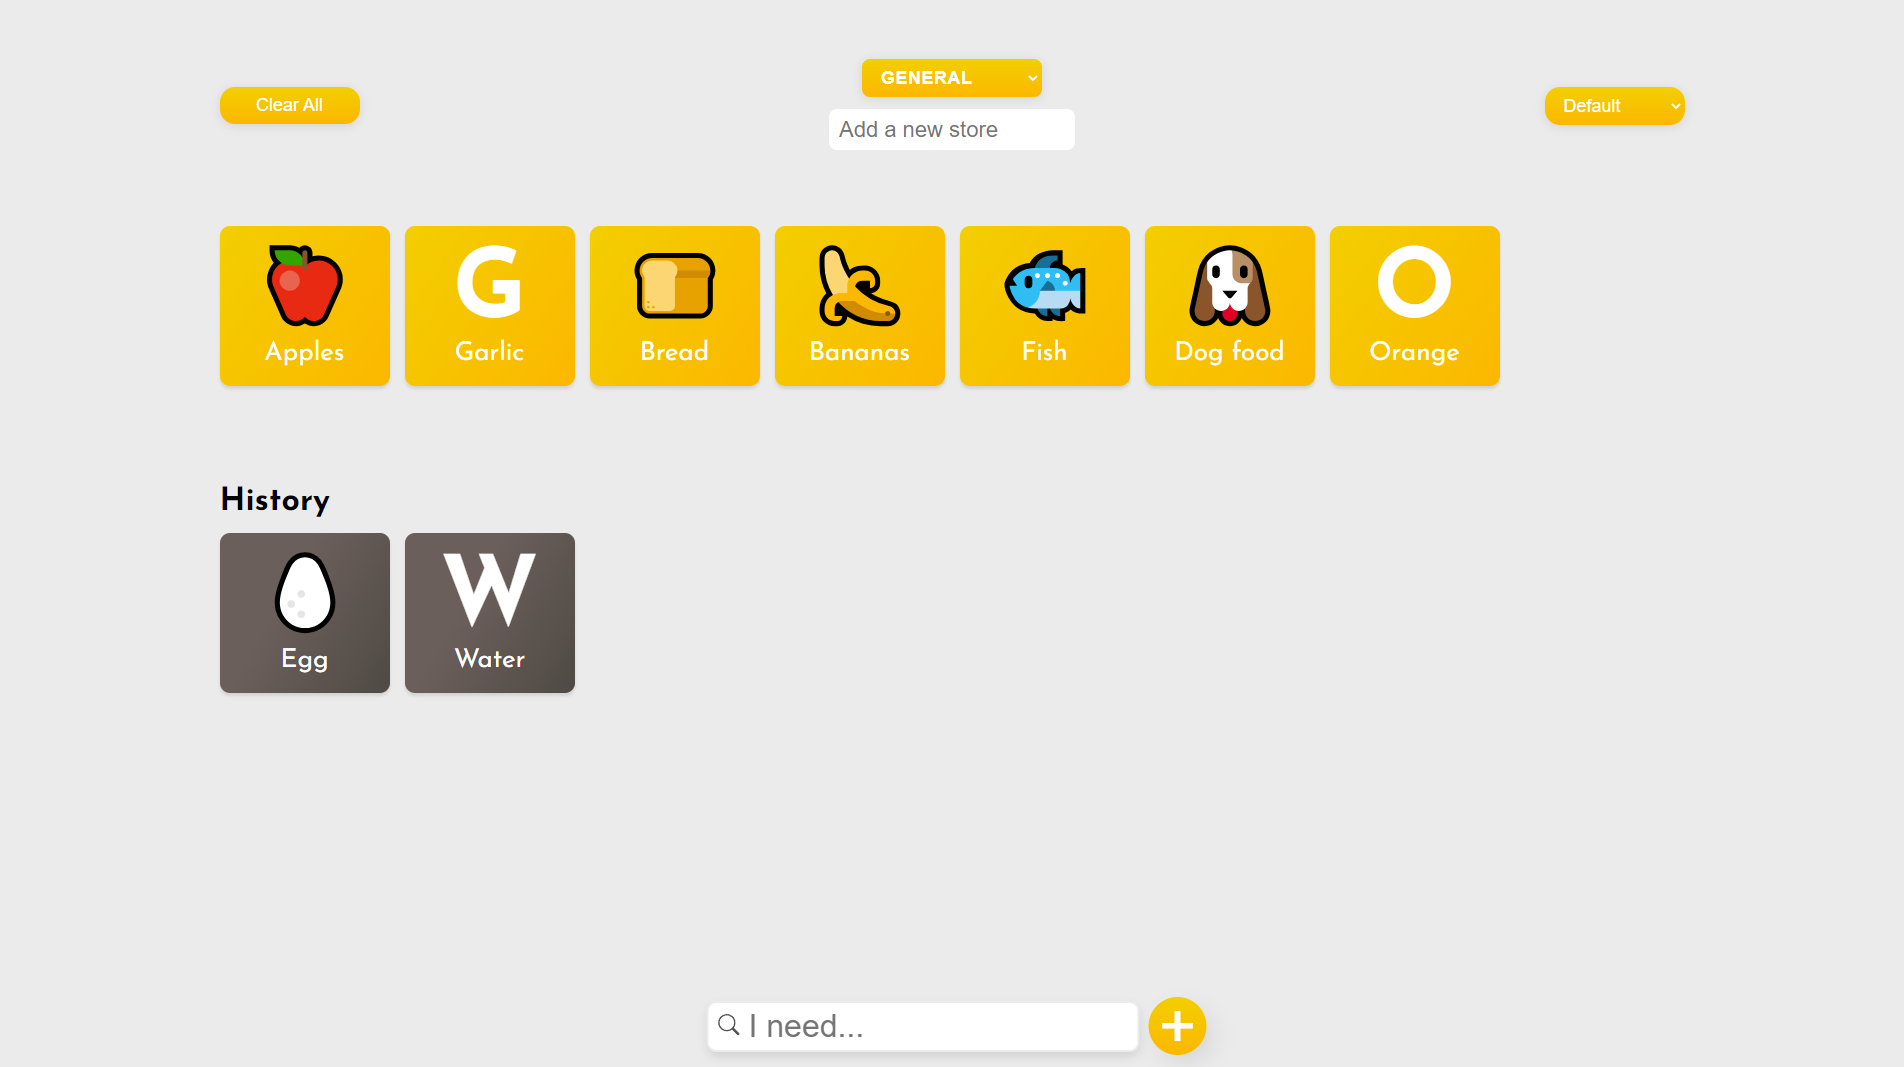 GENERAL
Clear All
Default
Add a new store
G
O
Apples
Garlic
Bread
Bananas
Fish
Dog food
Orange
History
W
Egg
Water
I need...